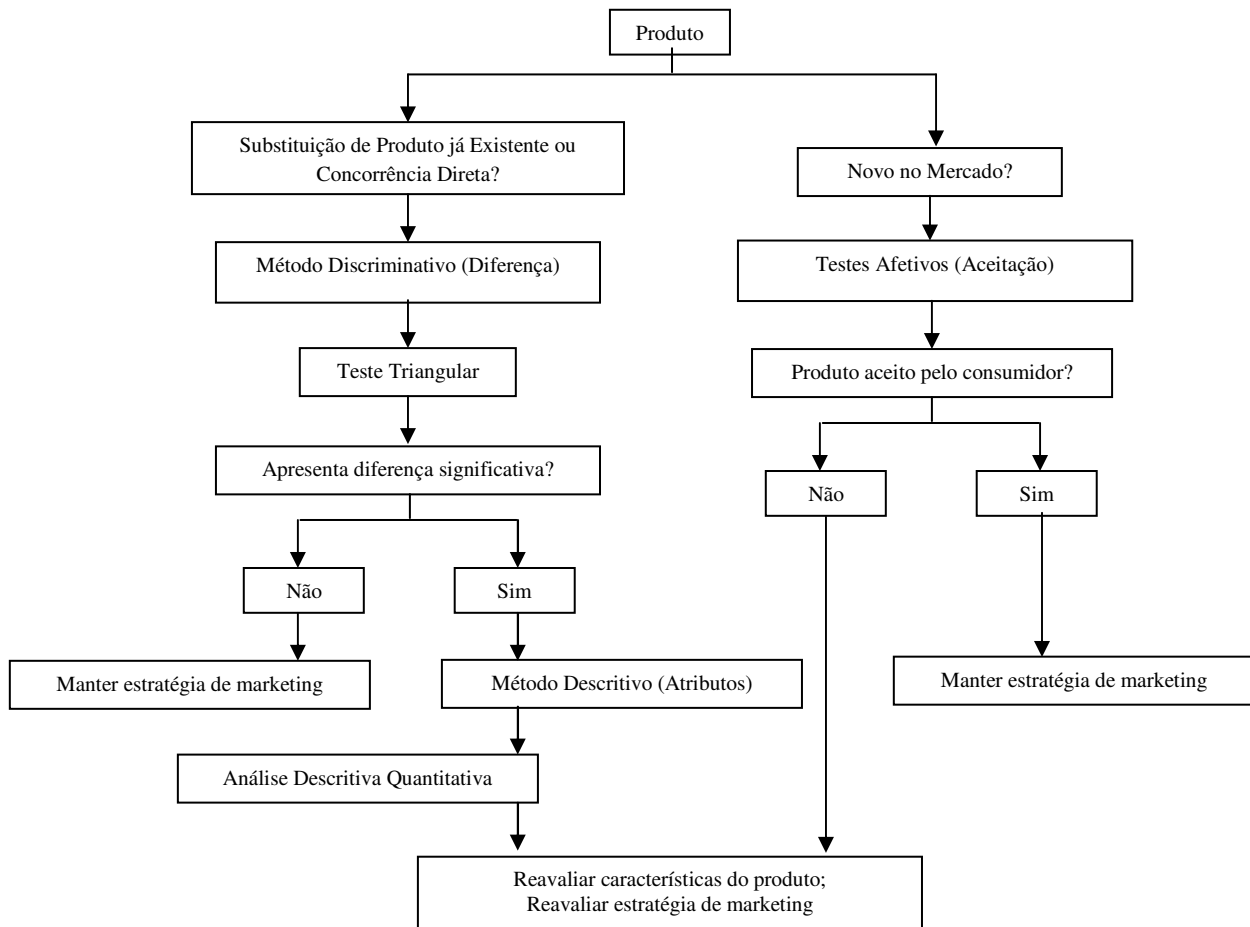 Produto
Substituição de Produto já Existente ou
Concorrência Direta?
Novo no Mercado?
Método Discriminativo (Diferença)
Testes Afetivos (Aceitação)
Teste Triangular
Produto aceito pelo consumidor?
Apresenta diferença significativa?
Não
Sim
Não
Sim
Manter estratégia de marketing
Método Descritivo (Atributos)
Manter estratégia de marketing
Análise Descritiva Quantitativa
Reavaliar características do produto;
Reavaliar estratégia de marketing